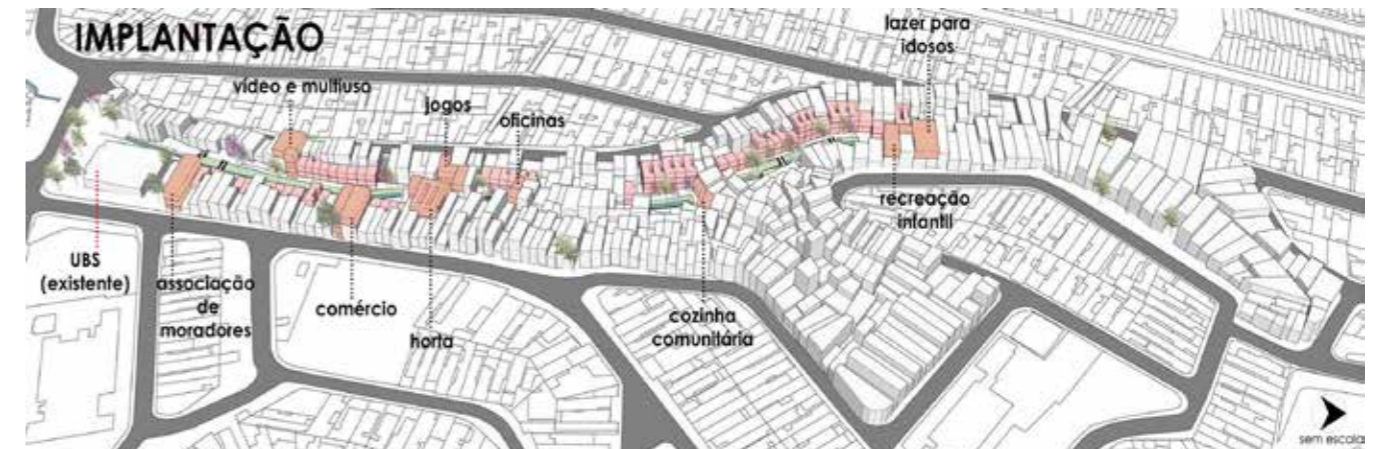 IMPLANTAÇÃO
lazer para
idosos
vídeo e multiuso
jogos
oficinas
recreação
infantil
UBS
(existente)
associação
de
moradores
comércio
horta
cozinha
comunitária
sem escala